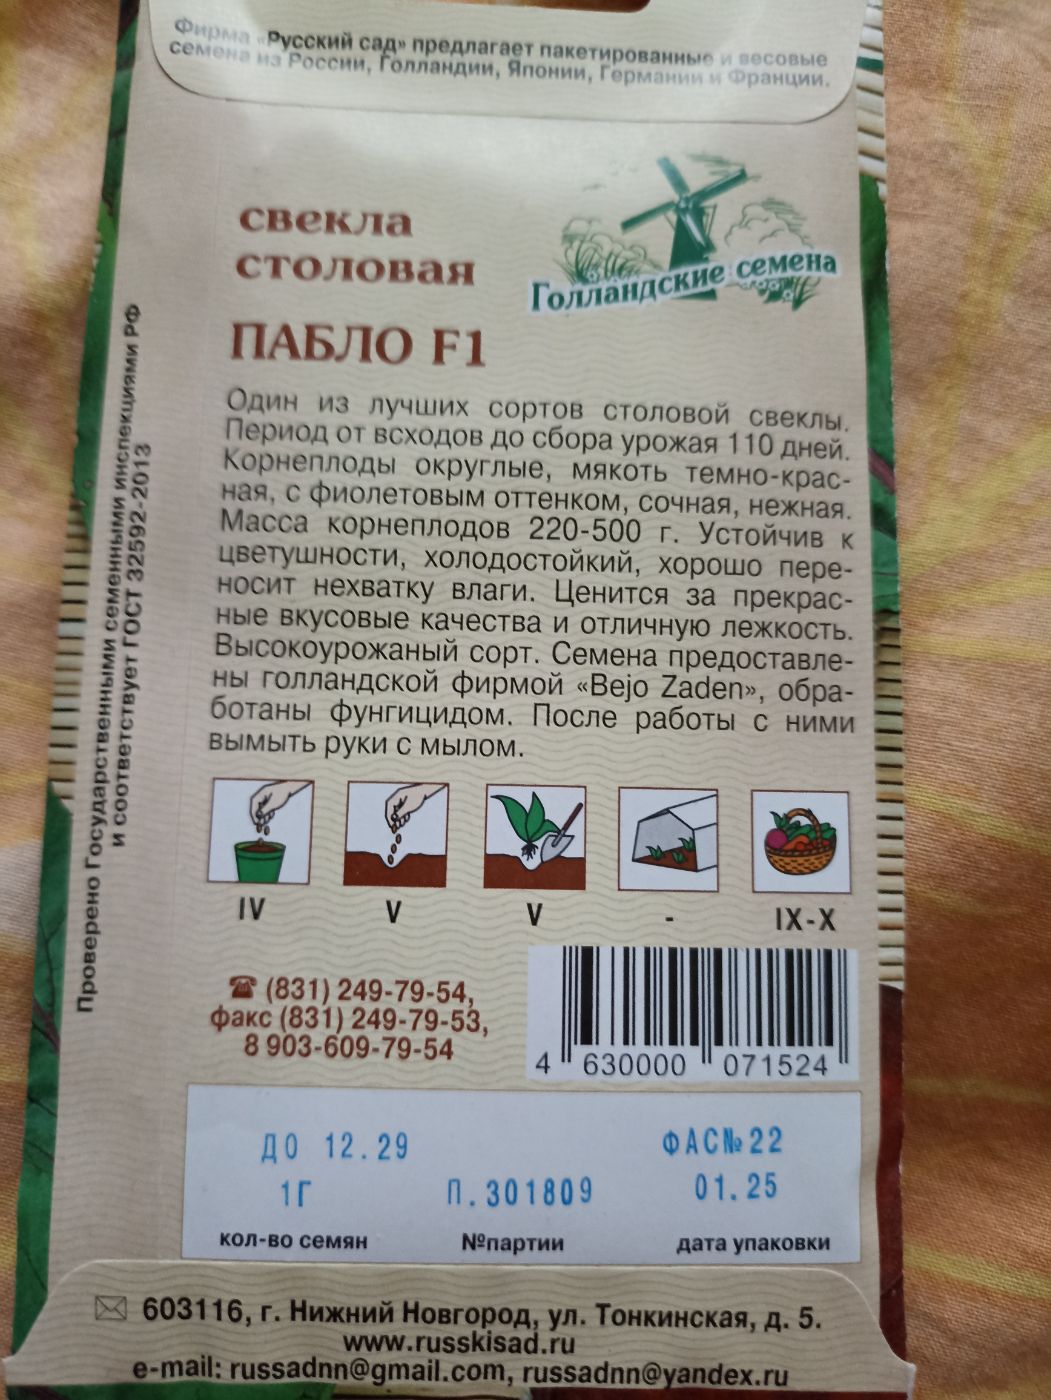 Фирма «Русский сад» предлагает пакетированные и весовые
семена из России, Голландии, Японии, Германии и Франции.
свекла
столовая
Голландские семена
ПАБЛО F1
Один из лучших сортов столовой свеклы.
Период от всходов до сбора урожая 110 дней.
Корнеплоды округлые, мякоть темно-крас-
ная, с фиолетовым оттенком, сочная, нежная.
Масса корнеплодов 220-500 г. Устойчив к
цветушности, холодостойкий, хорошо пере-
носит нехватку влаги. Ценится за прекрас-
ные вкусовые качества и отличную лежкость.
Высокоурожаный сорт. Семена предоставле-
ны голландской фирмой «Bejo Zaden», обра-
ботаны фунгицидом. После работы с ними
вымыть руки с мылом.
Проверено Государственными семенными инспекциями РФ
и соответствует ГОСТ 32592-2013
IV V V - IX-X
☎ (831) 249-79-54,
факс (831) 249-79-53,
8 903-609-79-54
4 630000 071524
ДО 12.29 ФАС№22
1Г П.301809 01.25
кол-во семян №партии дата упаковки
603116, г. Нижний Новгород, ул. Тонкинская, д. 5.
www.russkisad.ru
e-mail: russadnn@gmail.com, russadnn@yandex.ru